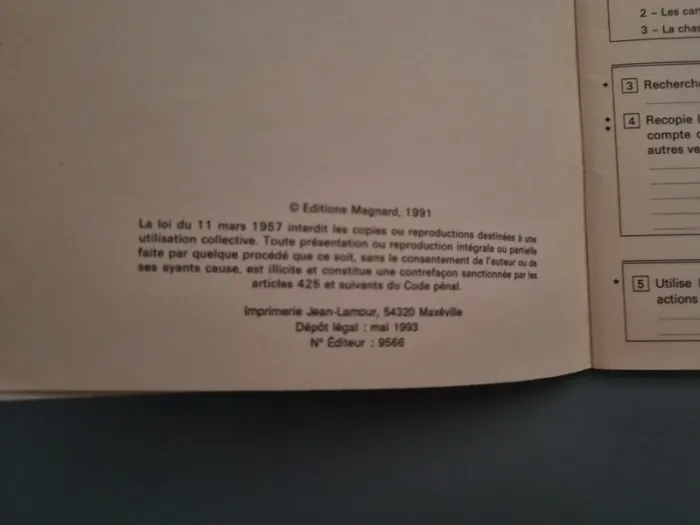 © Editions Magnard, 1991
La loi du 11 mars 1957 interdit les copies ou reproductions destinées à une
utilisation collective. Toute présentation ou reproduction intégrale ou partielle
faite par quelque procédé que ce soit, sans le consentement de l'auteur ou de
ses ayants cause, est illicite et constitue une contrefaçon sanctionnée par les
articles 425 et suivants du Code pénal.
Imprimerie Jean-Lamour, 54320 Maxéville
Dépôt légal : mai 1993
N° Éditeur : 9566
2 - Les
3 - La
3
4 Recopie
compte
autres
5 Utilise
actions